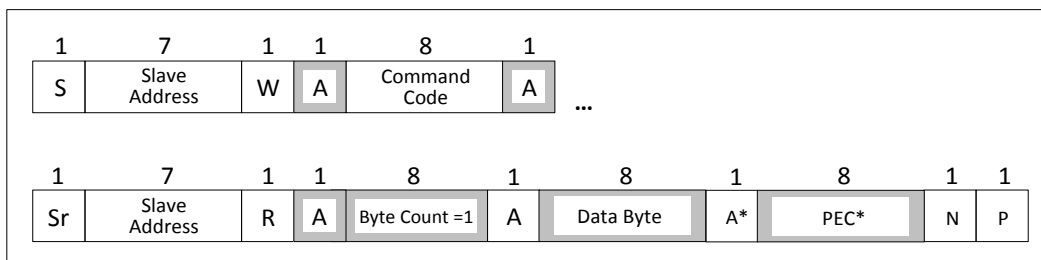 1 7 1 1 8 1
S Slave Address W A Command Code A ...
1 7 1 1 8 1 8 1 8 1 1
Sr Slave Address R A Byte Count =1 A Data Byte A* PEC* N P